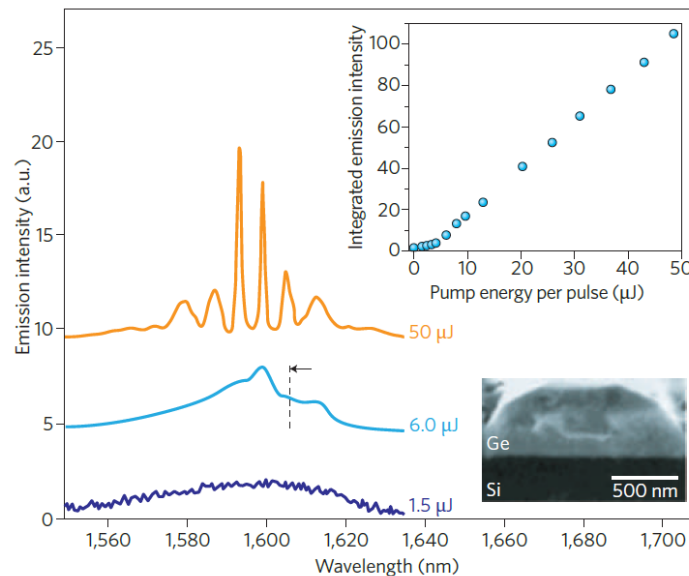 25
20
15
10
5
0
Emission intensity (a.u.)
1,560
1,580
1,600
1,620
1,640
1,660
1,680
1,700
Wavelength (nm)
50 µJ
6.0 µJ
1.5 µJ
100
80
60
40
20
0
Integrated emission intensity
0
10
20
30
40
50
Pump energy per pulse (µJ)
Ge
Si
500 nm